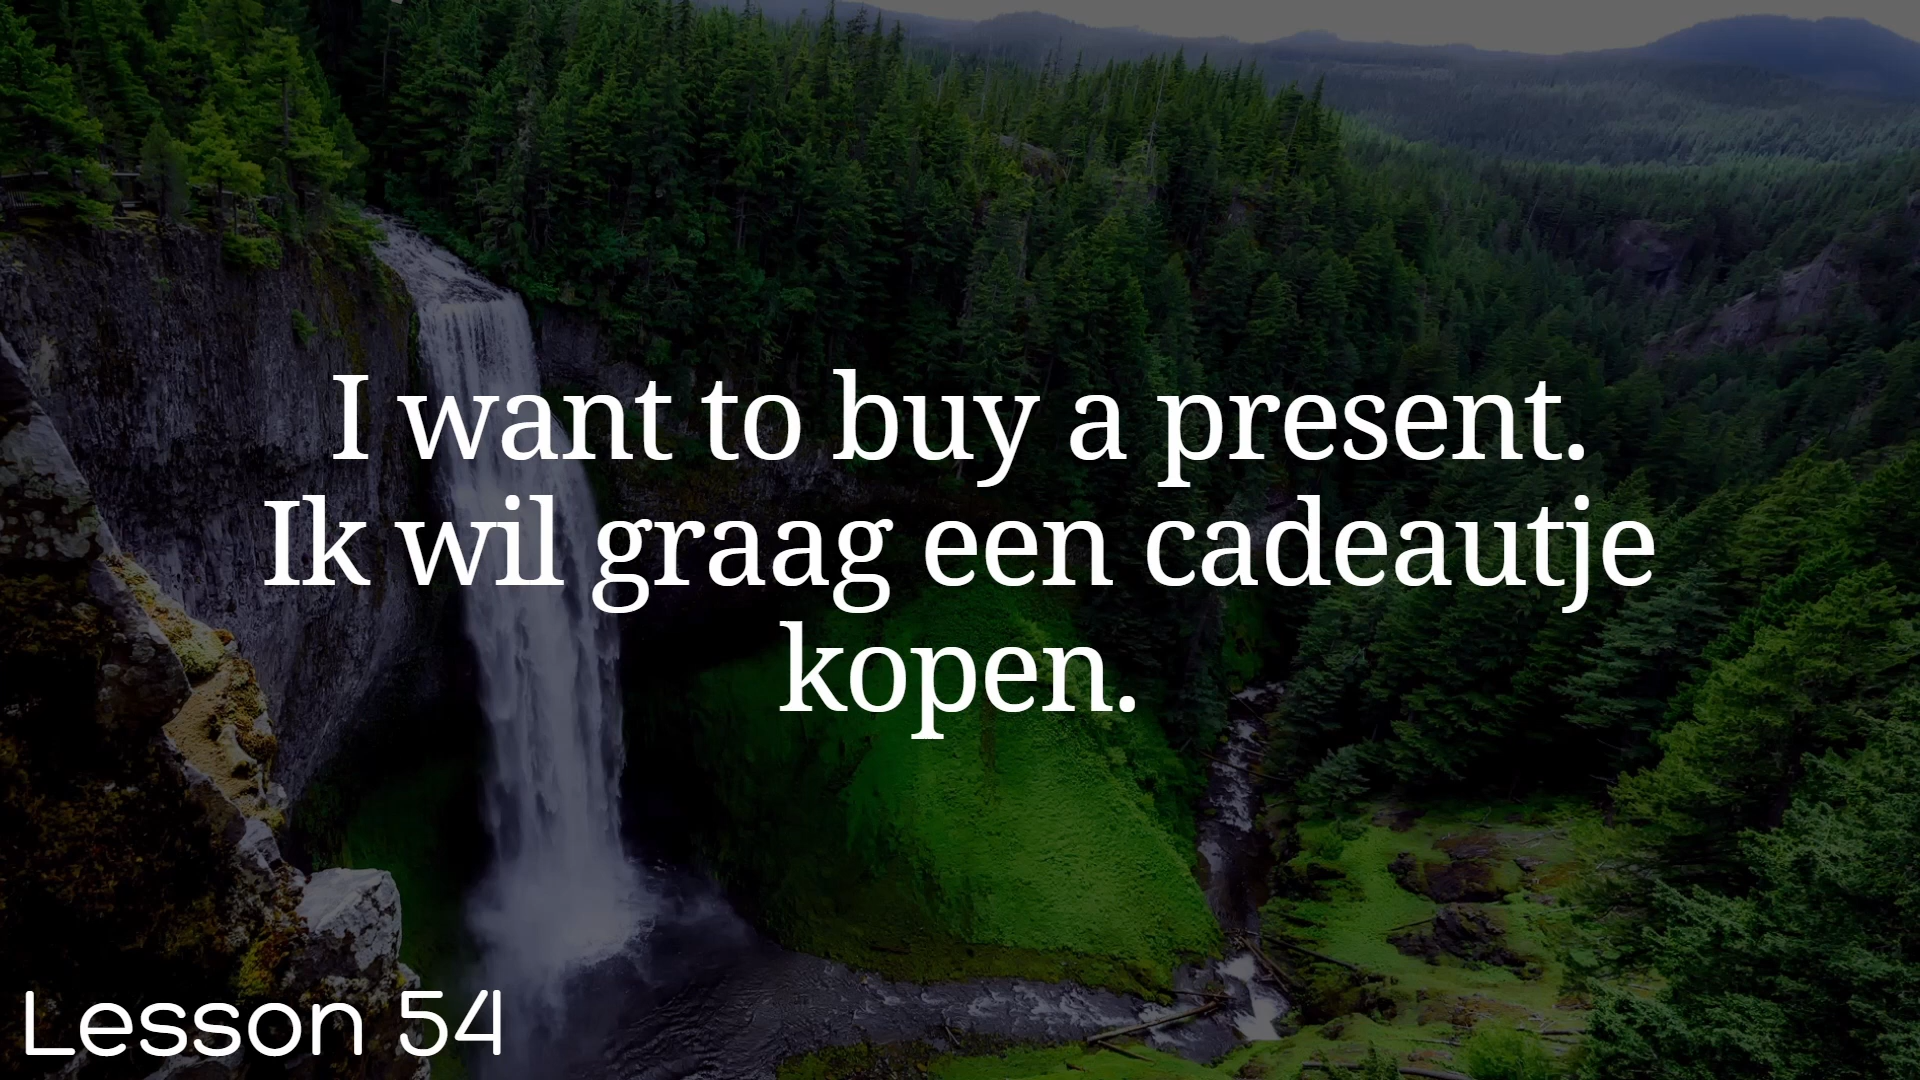 I want to buy a present.
Ik wil graag een cadeautje
kopen.
Lesson 54